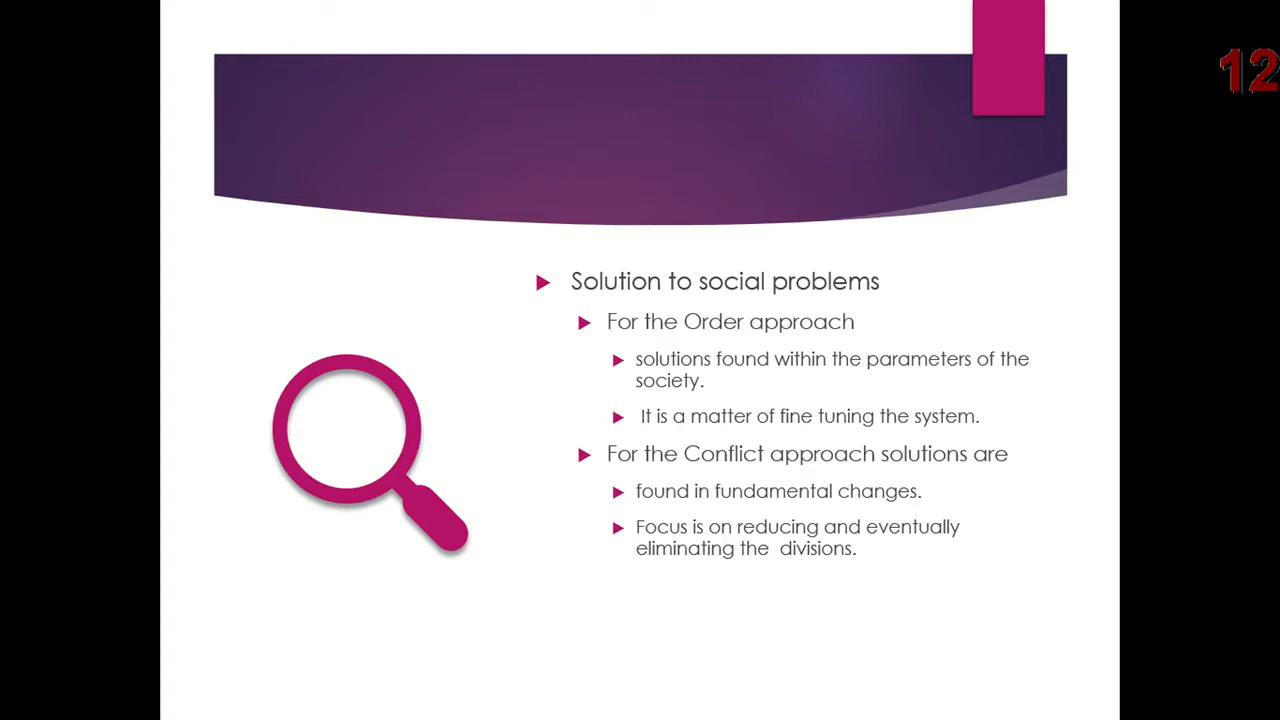 12
Solution to social problems
For the Order approach
solutions found within the parameters of the
society.
It is a matter of fine tuning the system.
For the Conflict approach solutions are
found in fundamental changes.
Focus is on reducing and eventually
eliminating the  divisions.